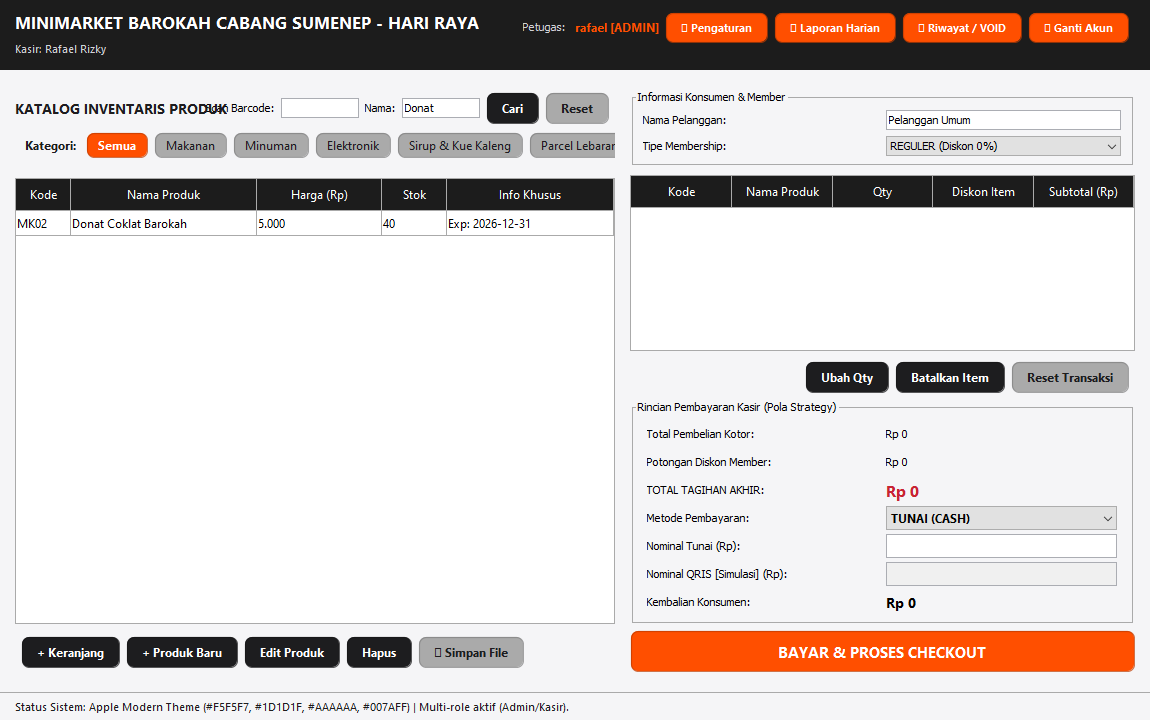 MINIMARKET BAROKAH CABANG SUMENEP - HARI RAYA
Kasir: Rafael Rizky
Petugas: rafael [ADMIN] Pengaturan Laporan Harian Riwayat / VOID Ganti Akun
KATALOG INVENTARIS PRODUK Barcode: Nama: Donat Cari Reset
Kategori: Semua Makanan Minuman Elektronik Sirup & Kue Kaleng Parcel Lebaran
Kode Nama Produk Harga (Rp) Stok Info Khusus
MK02 Donat Coklat Barokah 5.000 40 Exp: 2026-12-31
+ Keranjang + Produk Baru Edit Produk Hapus Simpan File
Informasi Konsumen & Member
Nama Pelanggan: Pelanggan Umum
Tipe Membership: REGULER (Diskon 0%)
Kode Nama Produk Qty Diskon Item Subtotal (Rp)
Ubah Qty Batalkan Item Reset Transaksi
Rincian Pembayaran Kasir (Pola Strategy)
Total Pembelian Kotor: Rp 0
Potongan Diskon Member: Rp 0
TOTAL TAGIHAN AKHIR: Rp 0
Metode Pembayaran: TUNAI (CASH)
Nominal Tunai (Rp):
Nominal QRIS [Simulasi] (Rp):
Kembalian Konsumen: Rp 0
BAYAR & PROSES CHECKOUT
Status Sistem: Apple Modern Theme (#F5F5F7, #1D1D1F, #AAAAAA, #007AFF) | Multi-role aktif (Admin/Kasir).